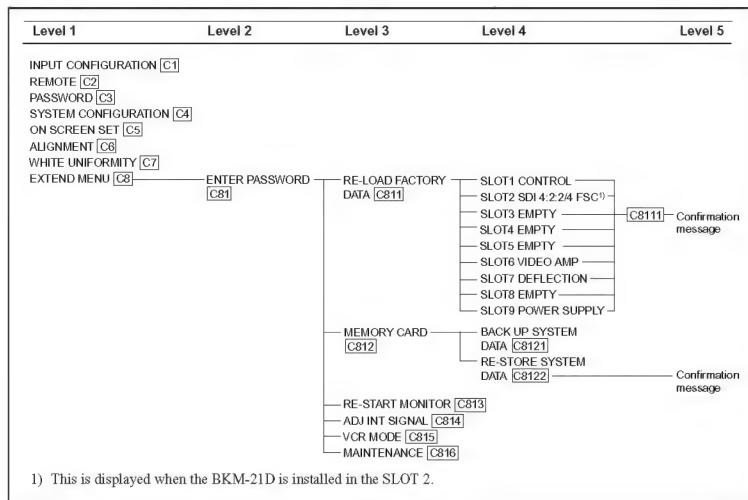 Level 1 Level 2 Level 3 Level 4 Level 5
INPUT CONFIGURATION C1
REMOTE C2
PASSWORD C3
SYSTEM CONFIGURATION C4
ON SCREEN SET C5
ALIGNMENT C6
WHITE UNIFORMITY C7
EXTEND MENU C8
ENTER PASSWORD
C81
RE-LOAD FACTORY
DATA C811
SLOT1 CONTROL
SLOT2 SDI 4:2:2/4 FSC1)
SLOT3 EMPTY
SLOT4 EMPTY
SLOT5 EMPTY
SLOT6 VIDEO AMP
SLOT7 DEFLECTION
SLOT8 EMPTY
SLOT9 POWER SUPPLY
C8111
Confirmation
message
MEMORY CARD
C812
BACK UP SYSTEM
DATA C8121
RE-STORE SYSTEM
DATA C8122
Confirmation
message
RE-START MONITOR C813
ADJ INT SIGNAL C814
VCR MODE C815
MAINTENANCE C816
1) This is displayed when the BKM-21D is installed in the SLOT 2.